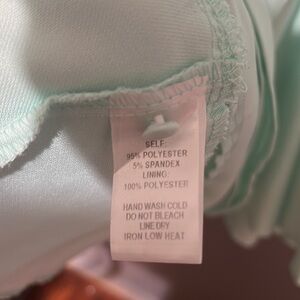 SELF:
95% POLYESTER
5% SPANDEX
LINING:
100% POLYESTER
HAND WASH COLD
DO NOT BLEACH
LINE DRY
IRON LOW HEAT